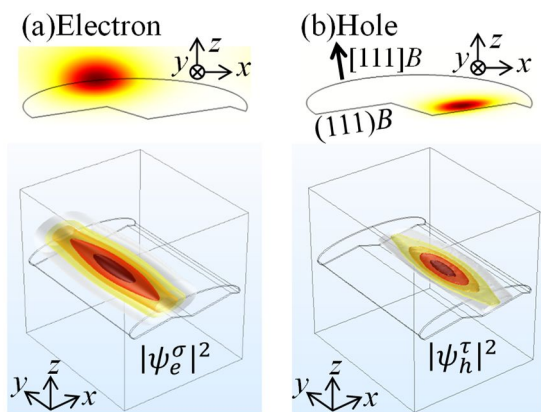 (a)Electron
z
y
x
(b)Hole
[111]B
z
y
x
(111)B
|ψ_e^σ|²
z
y
x
|ψ_h^τ|²
z
y
x